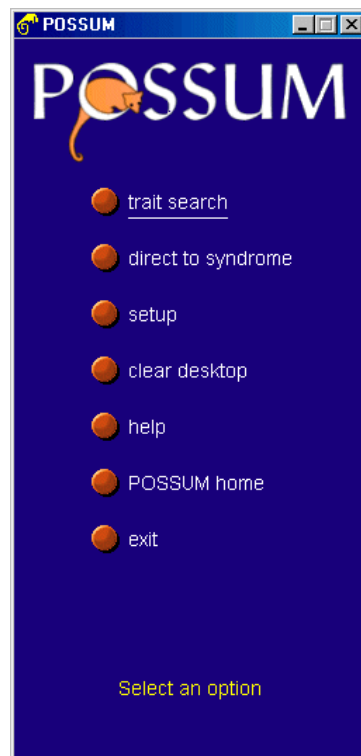 POSSUM
POSSUM
trait search
direct to syndrome
setup
clear desktop
help
POSSUM home
exit
Select an option